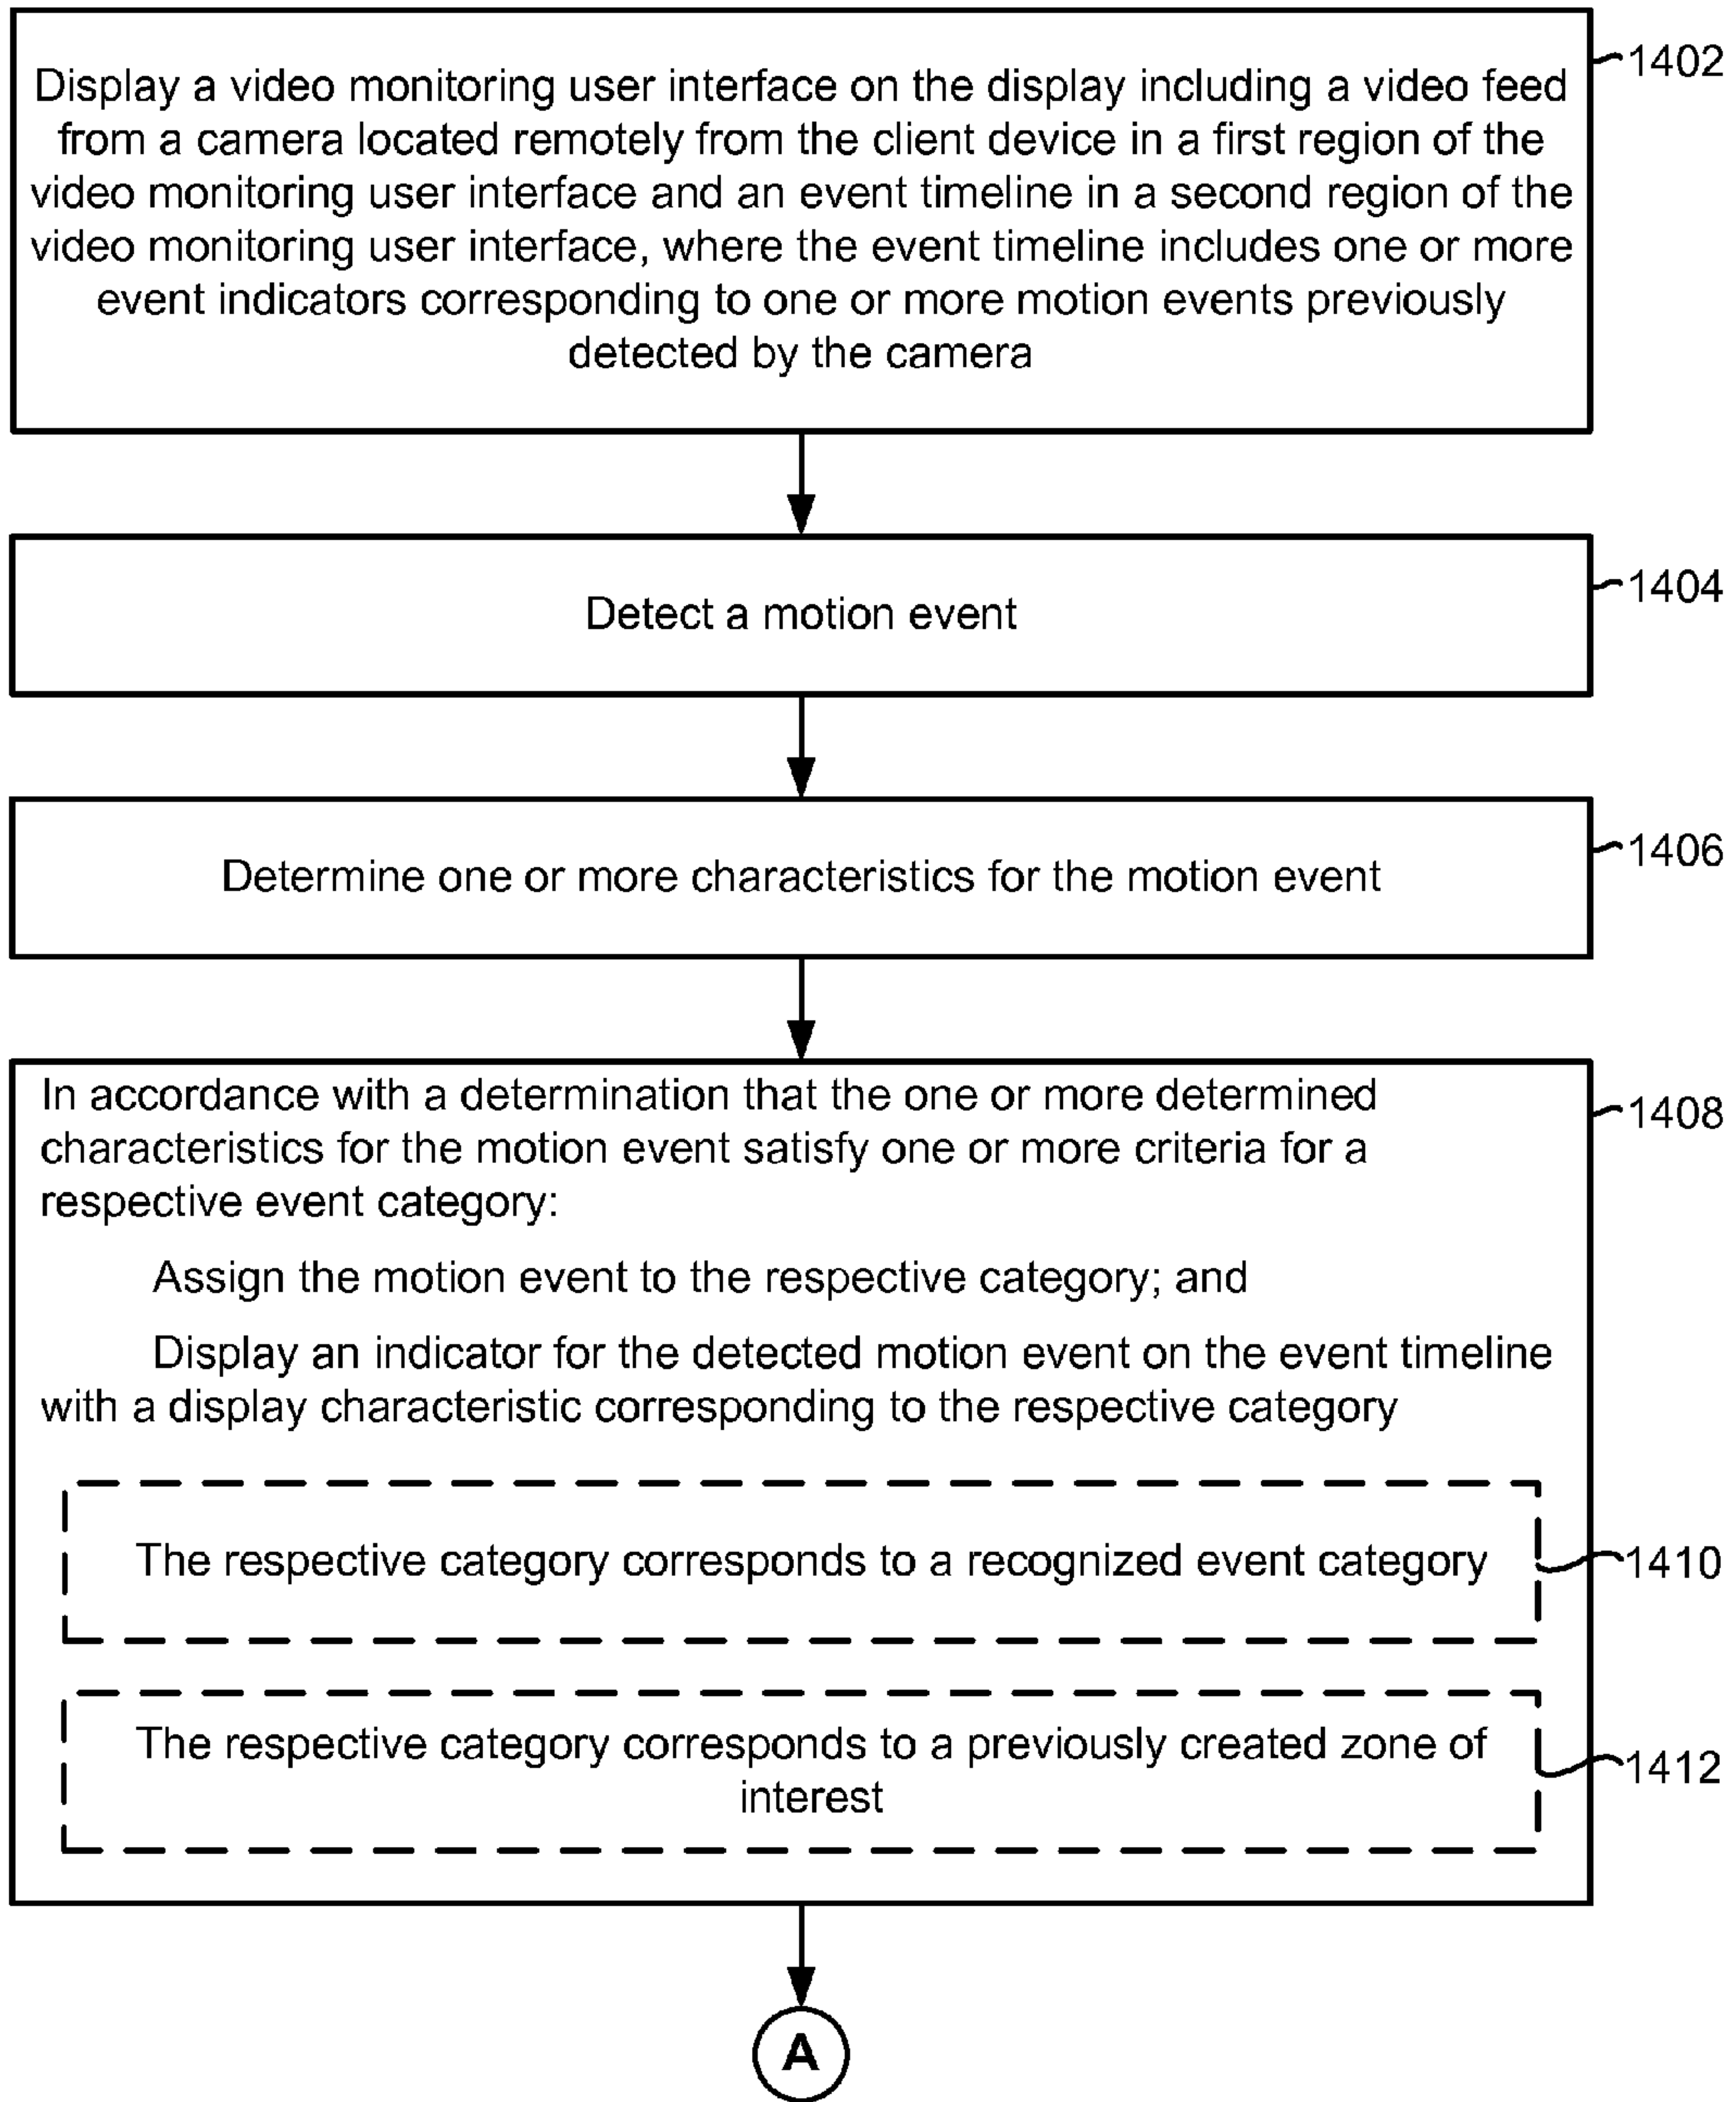 Display a video monitoring user interface on the display including a video feed
from a camera located remotely from the client device in a first region of the
video monitoring user interface and an event timeline in a second region of the
video monitoring user interface, where the event timeline includes one or more
event indicators corresponding to one or more motion events previously
detected by the camera
1402
Detect a motion event
1404
Determine one or more characteristics for the motion event
1406
In accordance with a determination that the one or more determined
characteristics for the motion event satisfy one or more criteria for a
respective event category:
Assign the motion event to the respective category; and
Display an indicator for the detected motion event on the event timeline
with a display characteristic corresponding to the respective category
1408
The respective category corresponds to a recognized event category
1410
The respective category corresponds to a previously created zone of
interest
1412
A